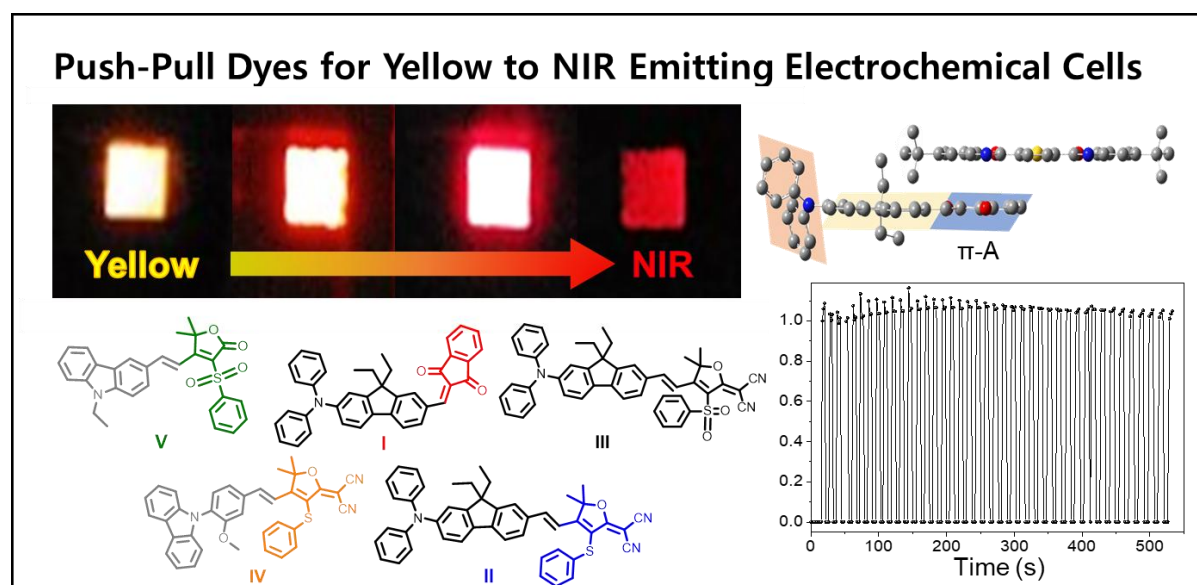 Push-Pull Dyes for Yellow to NIR Emitting Electrochemical Cells
Yellow
NIR
π-A
O
O
O
S
O
N
V
O
O
N
I
O
CN
CN
N
S
O
O
III
O
CN
CN
N
O
S
IV
O
CN
CN
N
S
II
1.0
0.8
0.6
0.4
0.2
0.0
0 100 200 300 400 500
Time (s)